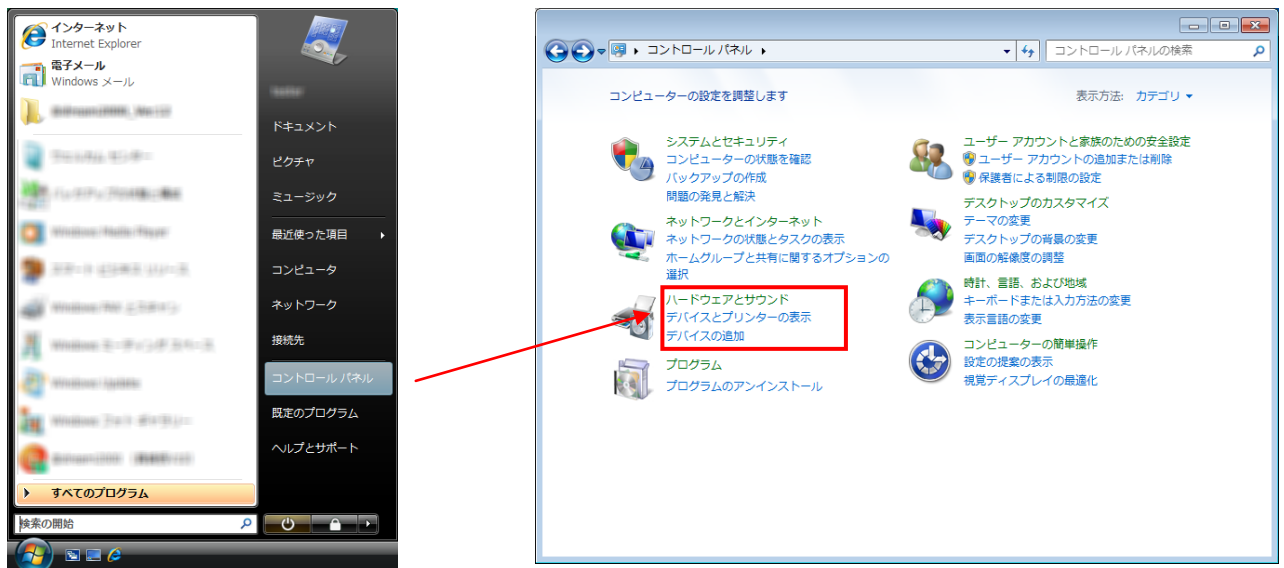 インターネット
Internet Explorer
電子メール
Windows メール
すべてのプログラム
検索の開始
ドキュメント
ピクチャ
ミュージック
最近使った項目
コンピュータ
ネットワーク
接続先
コントロール パネル
既定のプログラム
ヘルプとサポート
コントロール パネル
コントロール パネルの検索
コンピューターの設定を調整します
表示方法: カテゴリ
システムとセキュリティ
コンピューターの状態を確認
バックアップの作成
問題の発見と解決
ネットワークとインターネット
ネットワークの状態とタスクの表示
ホームグループと共有に関するオプションの
選択
ハードウェアとサウンド
デバイスとプリンターの表示
デバイスの追加
プログラム
プログラムのアンインストール
ユーザー アカウントと家族のための安全設定
ユーザー アカウントの追加または削除
保護者による制限の設定
デスクトップのカスタマイズ
テーマの変更
デスクトップの背景の変更
画面の解像度の調整
時計、言語、および地域
キーボードまたは入力方法の変更
表示言語の変更
コンピューターの簡単操作
設定の提案の表示
視覚ディスプレイの最適化